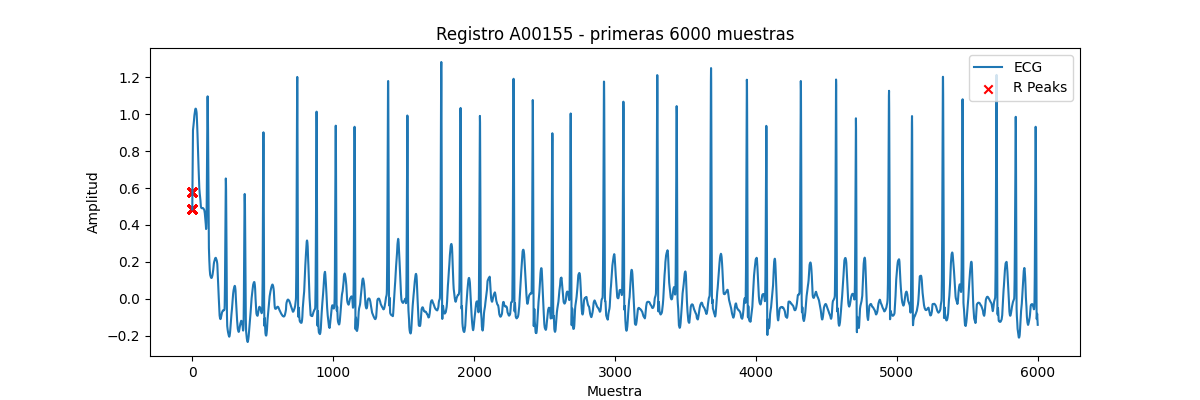 Registro A00155 - primeras 6000 muestras
ECG
R Peaks
Amplitud
1.2
1.0
0.8
0.6
0.4
0.2
0.0
−0.2
0 1000 2000 3000 4000 5000 6000
Muestra